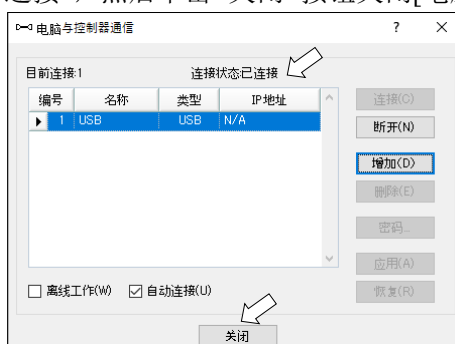 连接”, 然后单击“关闭”按钮关闭[电脑
电脑与控制器通信 ? ×
目前连接:1 连接状态:已连接
编号 名称 类型 IP地址
1 USB USB N/A
连接(C)
断开(N)
增加(D)
删除(E)
密码...
应用(A)
恢复(R)
离线工作(W) 自动连接(U)
关闭